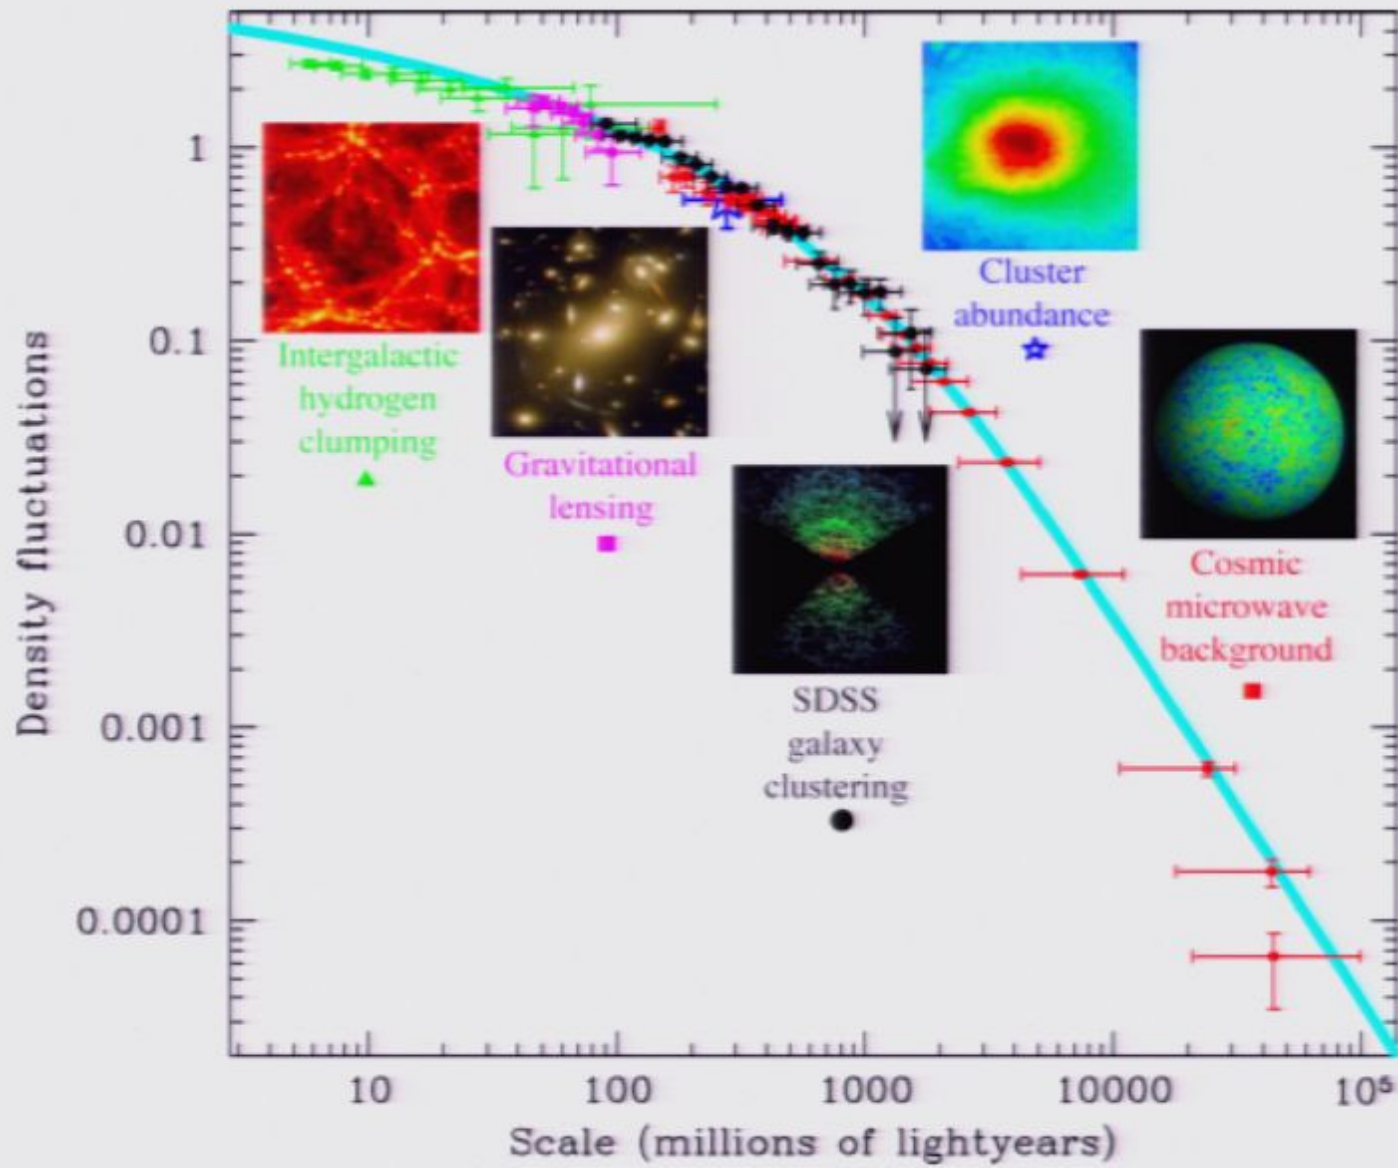 Density fluctuations
1
0.1
0.01
0.001
0.0001
Intergalactic
hydrogen
clumping
Gravitational
lensing
SDSS
galaxy
clustering
Cluster
abundance
Cosmic
microwave
background
10
100
1000
10000
10⁵
Scale (millions of lightyears)